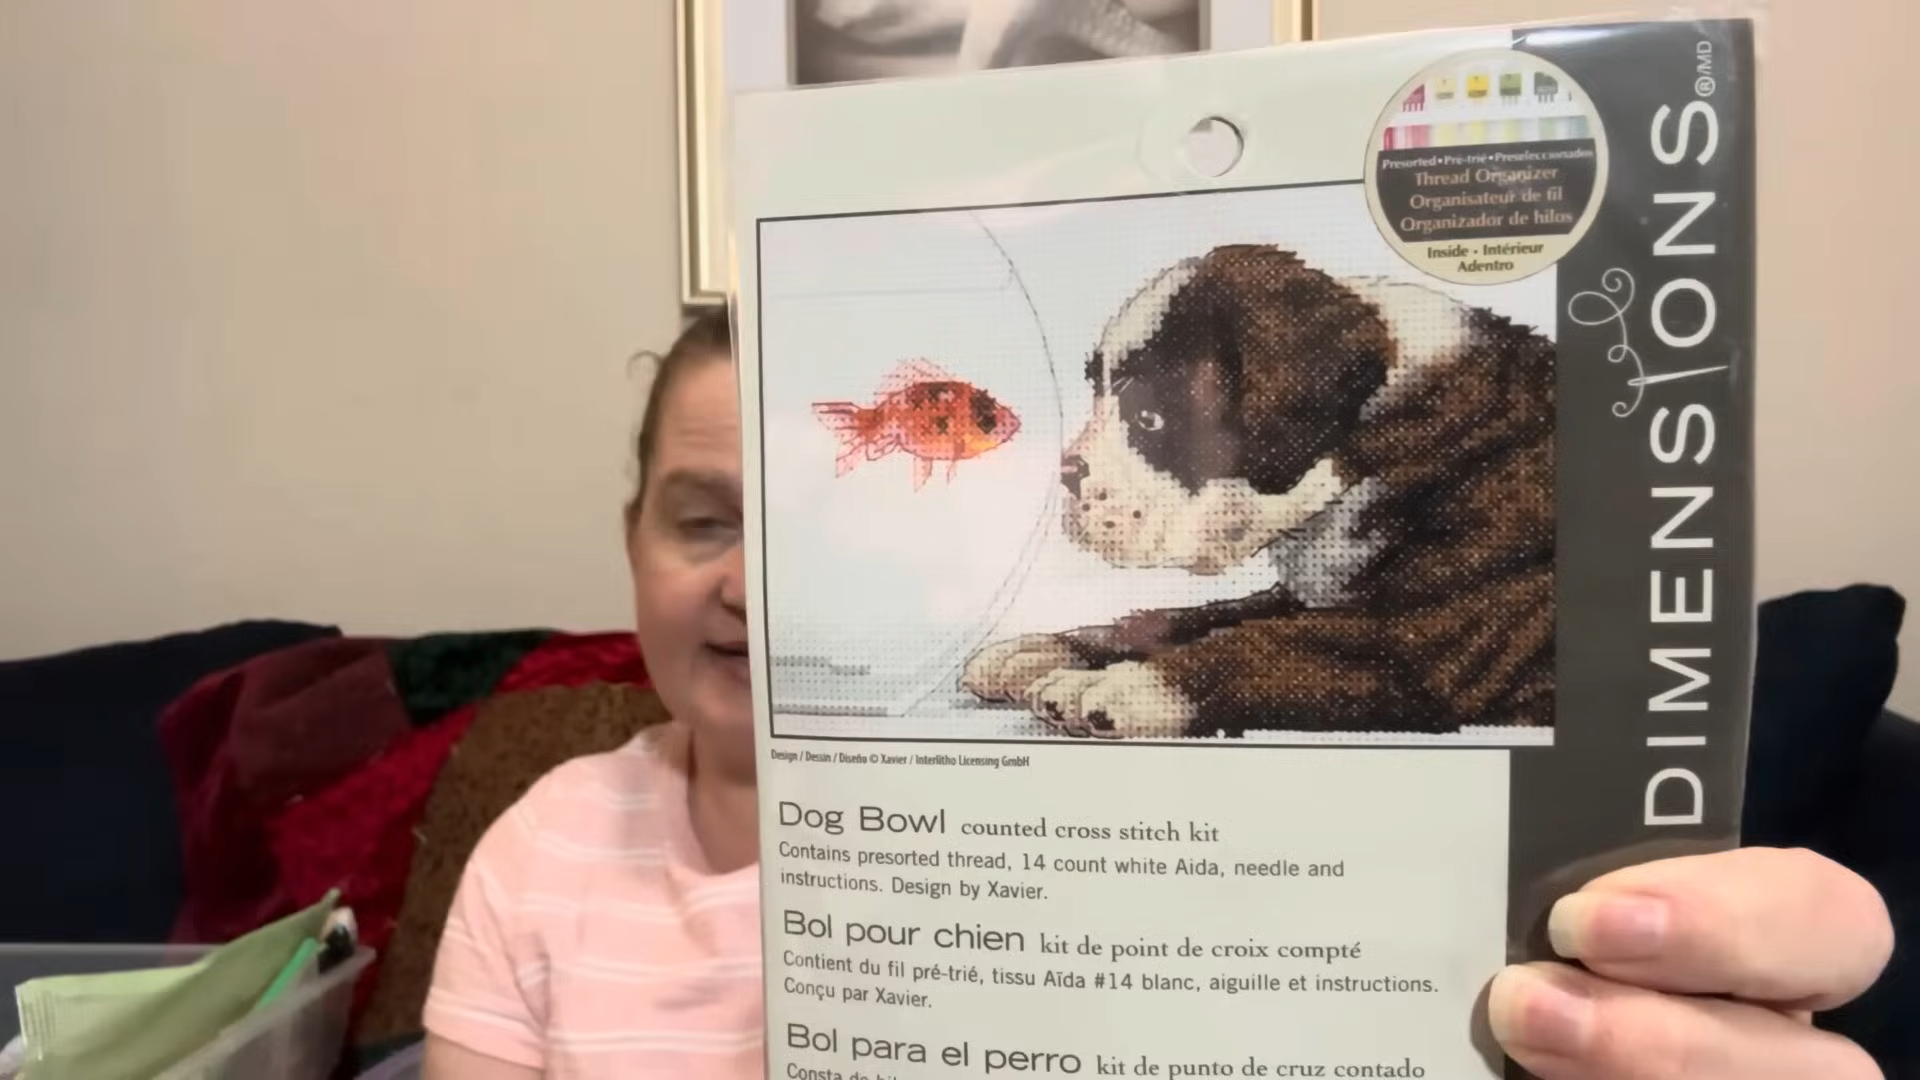 Presorted • Pré-trié • Preseleccionados
Thread Organizer
Organisateur de fil
Organizador de hilos
Inside - Intérieur
Adentro
DIMENSIONS®/MD
Design / Dessin / Diseño © Xavier / Interlitho Licensing GmbH
Dog Bowl counted cross stitch kit
Contains presorted thread, 14 count white Aida, needle and
instructions. Design by Xavier.
Bol pour chien kit de point de croix compté
Contient du fil pré-trié, tissu Aïda #14 blanc, aiguille et instructions.
Conçu par Xavier.
Bol para el perro kit de punto de cruz contado
Consta de